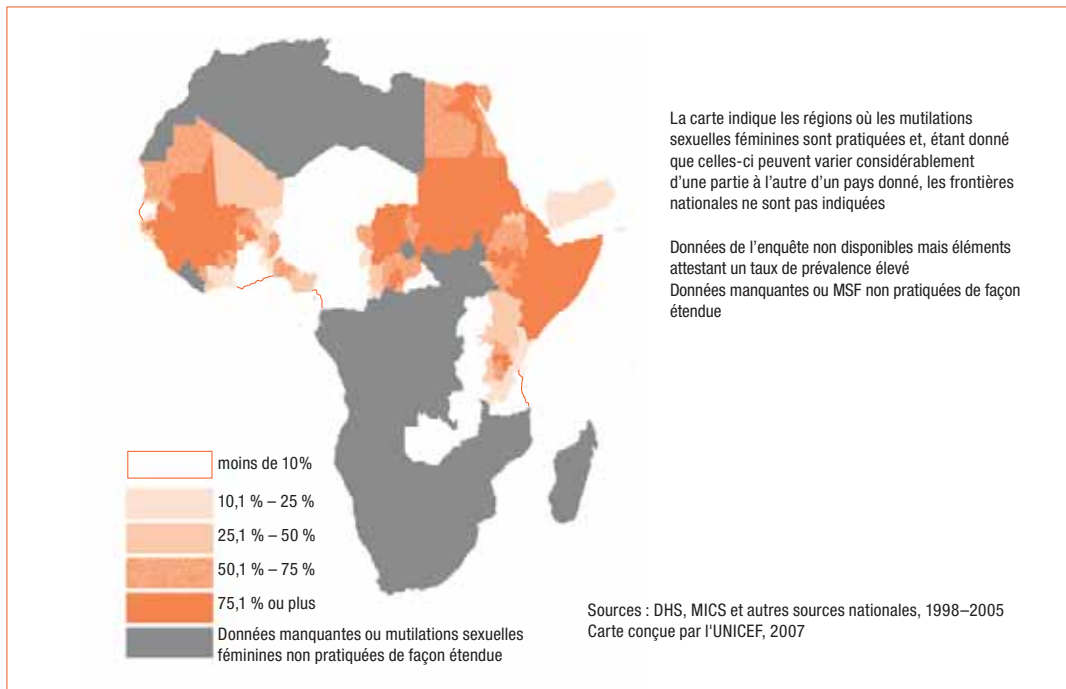 La carte indique les régions où les mutilations
sexuelles féminines sont pratiquées et, étant donné
que celles-ci peuvent varier considérablement
d'une partie à l'autre d'un pays donné, les frontières
nationales ne sont pas indiquées
Données de l'enquête non disponibles mais éléments
attestant un taux de prévalence élevé
Données manquantes ou MSF non pratiquées de façon
étendue
moins de 10%
10,1 % – 25 %
25,1 % – 50 %
50,1 % – 75 %
75,1 % ou plus
Données manquantes ou mutilations sexuelles
féminines non pratiquées de façon étendue
Sources : DHS, MICS et autres sources nationales, 1998–2005
Carte conçue par l'UNICEF, 2007